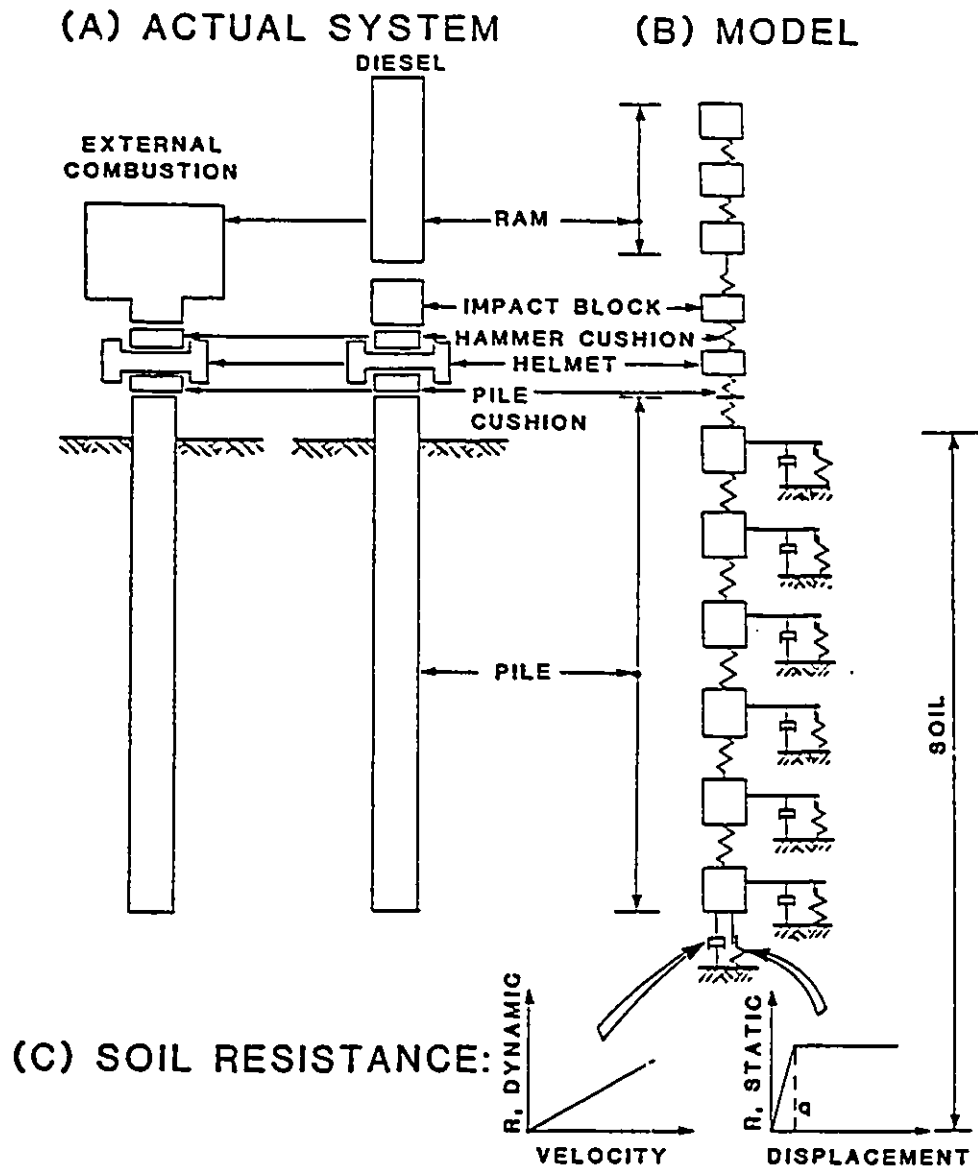 (A) ACTUAL SYSTEM
(B) MODEL
DIESEL
EXTERNAL
COMBUSTION
RAM
IMPACT BLOCK
HAMMER CUSHION
HELMET
PILE
CUSHION
PILE
SOIL
(C) SOIL RESISTANCE:
R, DYNAMIC
VELOCITY
R, STATIC
q
DISPLACEMENT